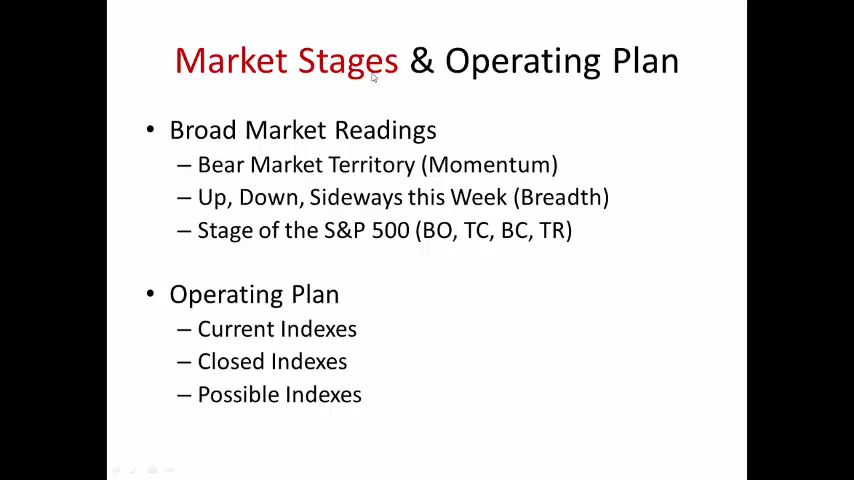 Market Stages & Operating Plan
• Broad Market Readings
– Bear Market Territory (Momentum)
– Up, Down, Sideways this Week (Breadth)
– Stage of the S&P 500 (BO, TC, BC, TR)
• Operating Plan
– Current Indexes
– Closed Indexes
– Possible Indexes